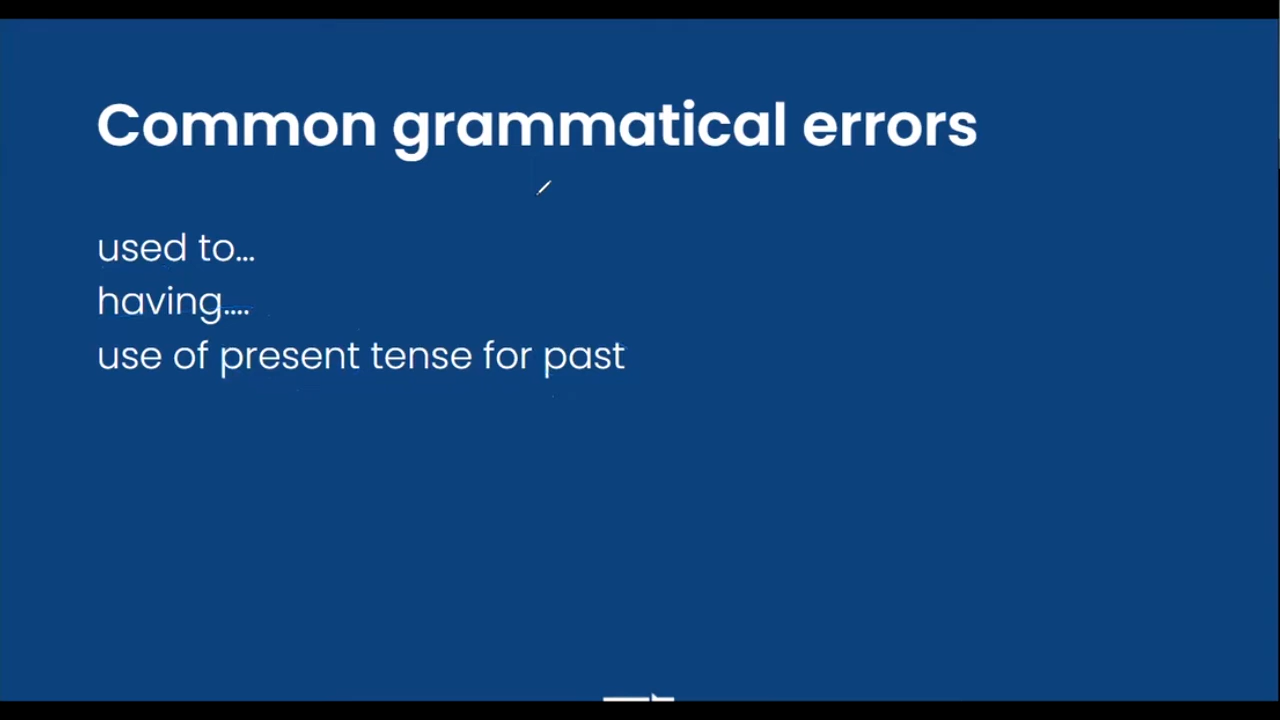 Common grammatical errors
used to...
having....
use of present tense for past